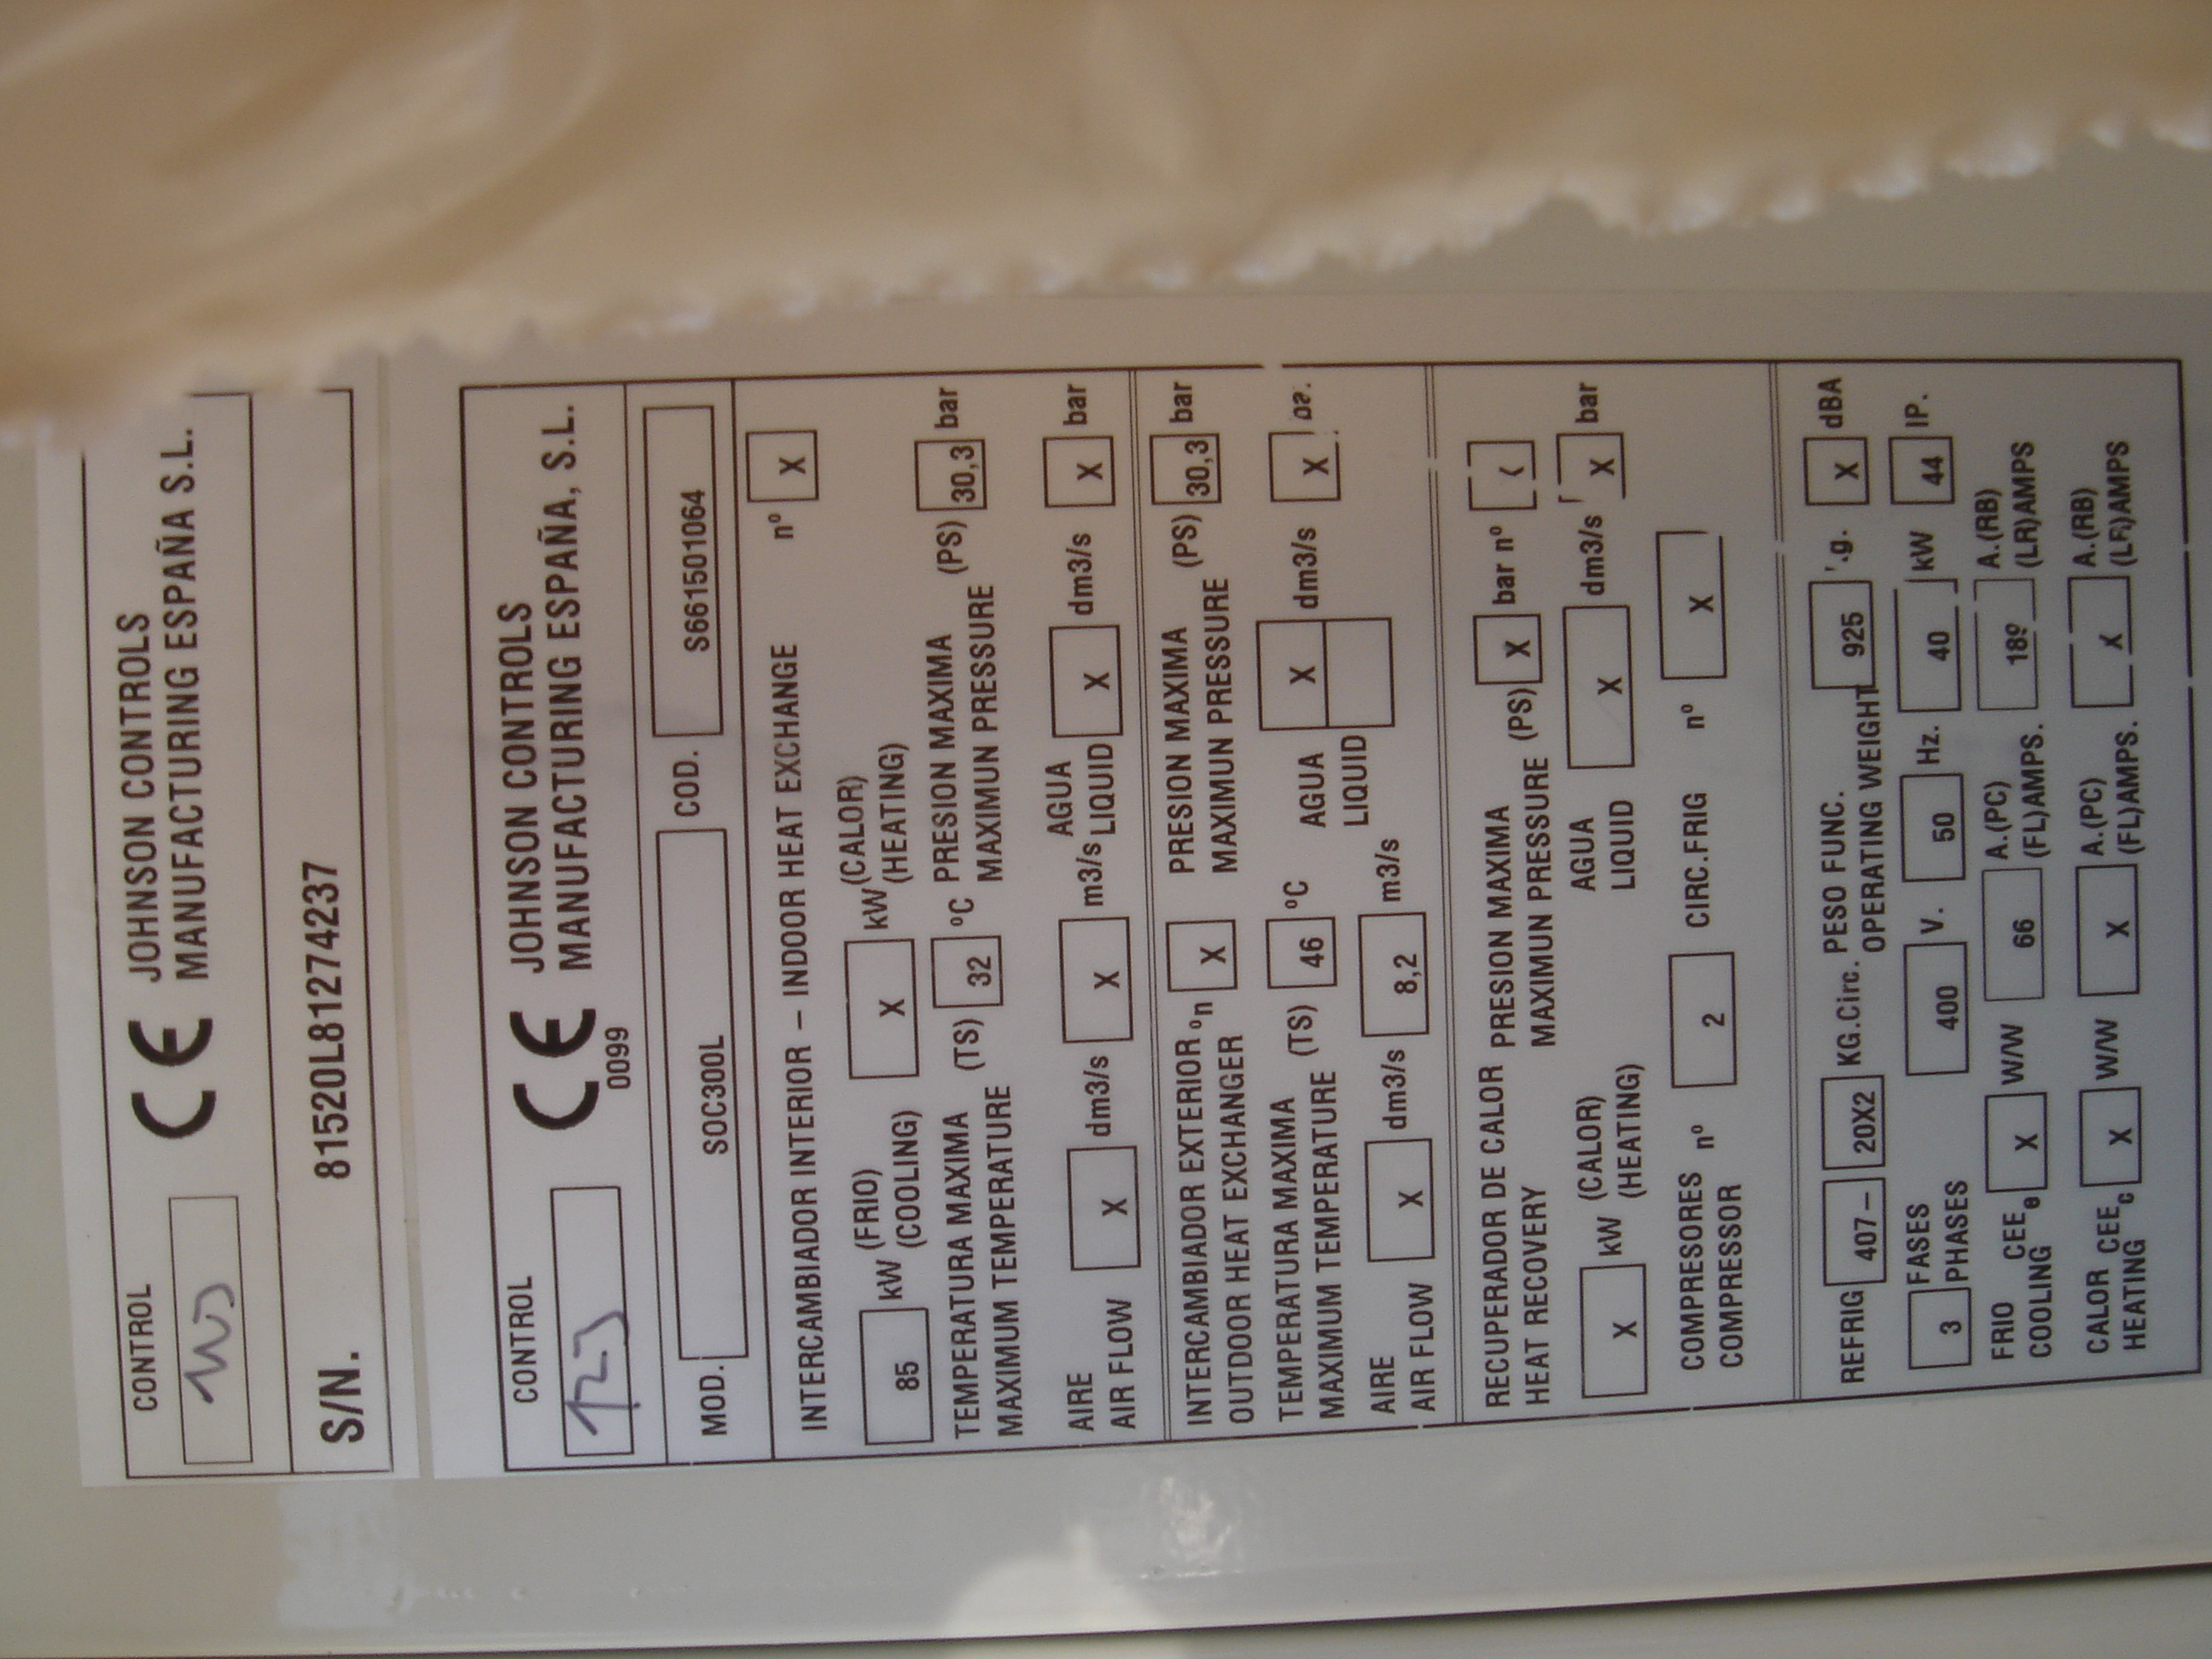 CONTROL
CE JOHNSON CONTROLS
MANUFACTURING ESPAÑA S.L.
S/N. 81520L81274237
CONTROL
CE JOHNSON CONTROLS
0099 MANUFACTURING ESPAÑA, S.L.
MOD. SOC300L COD. S661501064
INTERCAMBIADOR INTERIOR – INDOOR HEAT EXCHANGE nº X
85 kW (FRIO) X kW (CALOR)
(COOLING) (HEATING)
TEMPERATURA MAXIMA (TS) 32 ºC PRESION MAXIMA (PS) 30,3 bar
MAXIMUM TEMPERATURE MAXIMUN PRESSURE
AIRE X dm3/s X m3/s AGUA X dm3/s X bar
AIR FLOW LIQUID
INTERCAMBIADOR EXTERIOR ºn X PRESION MAXIMA (PS) 30,3 bar
OUTDOOR HEAT EXCHANGER MAXIMUN PRESSURE
TEMPERATURA MAXIMA (TS) 46 ºC AGUA X dm3/s X
MAXIMUM TEMPERATURE LIQUID
AIRE X dm3/s 8,2 m3/s
AIR FLOW
RECUPERADOR DE CALOR PRESION MAXIMA (PS) X bar nº
HEAT RECOVERY MAXIMUN PRESSURE
X kW (CALOR) AGUA X dm3/s X bar
(HEATING) LIQUID
COMPRESORES nº 2 CIRC.FRIG nº X
COMPRESSOR
REFRIG 407– 20X2 KG.Circ. PESO FUNC. 925 .g. X dBA
OPERATING WEIGHT
3 FASES 400 V. 50 Hz. 40 kW 44 IP.
PHASES
FRIO CEEe X W/W 66 A.(PC) 189 A.(RB)
COOLING (FL)AMPS. (LR)AMPS
CALOR CEEc X W/W X A.(PC) X A.(RB)
HEATING (FL)AMPS. (LR)AMPS